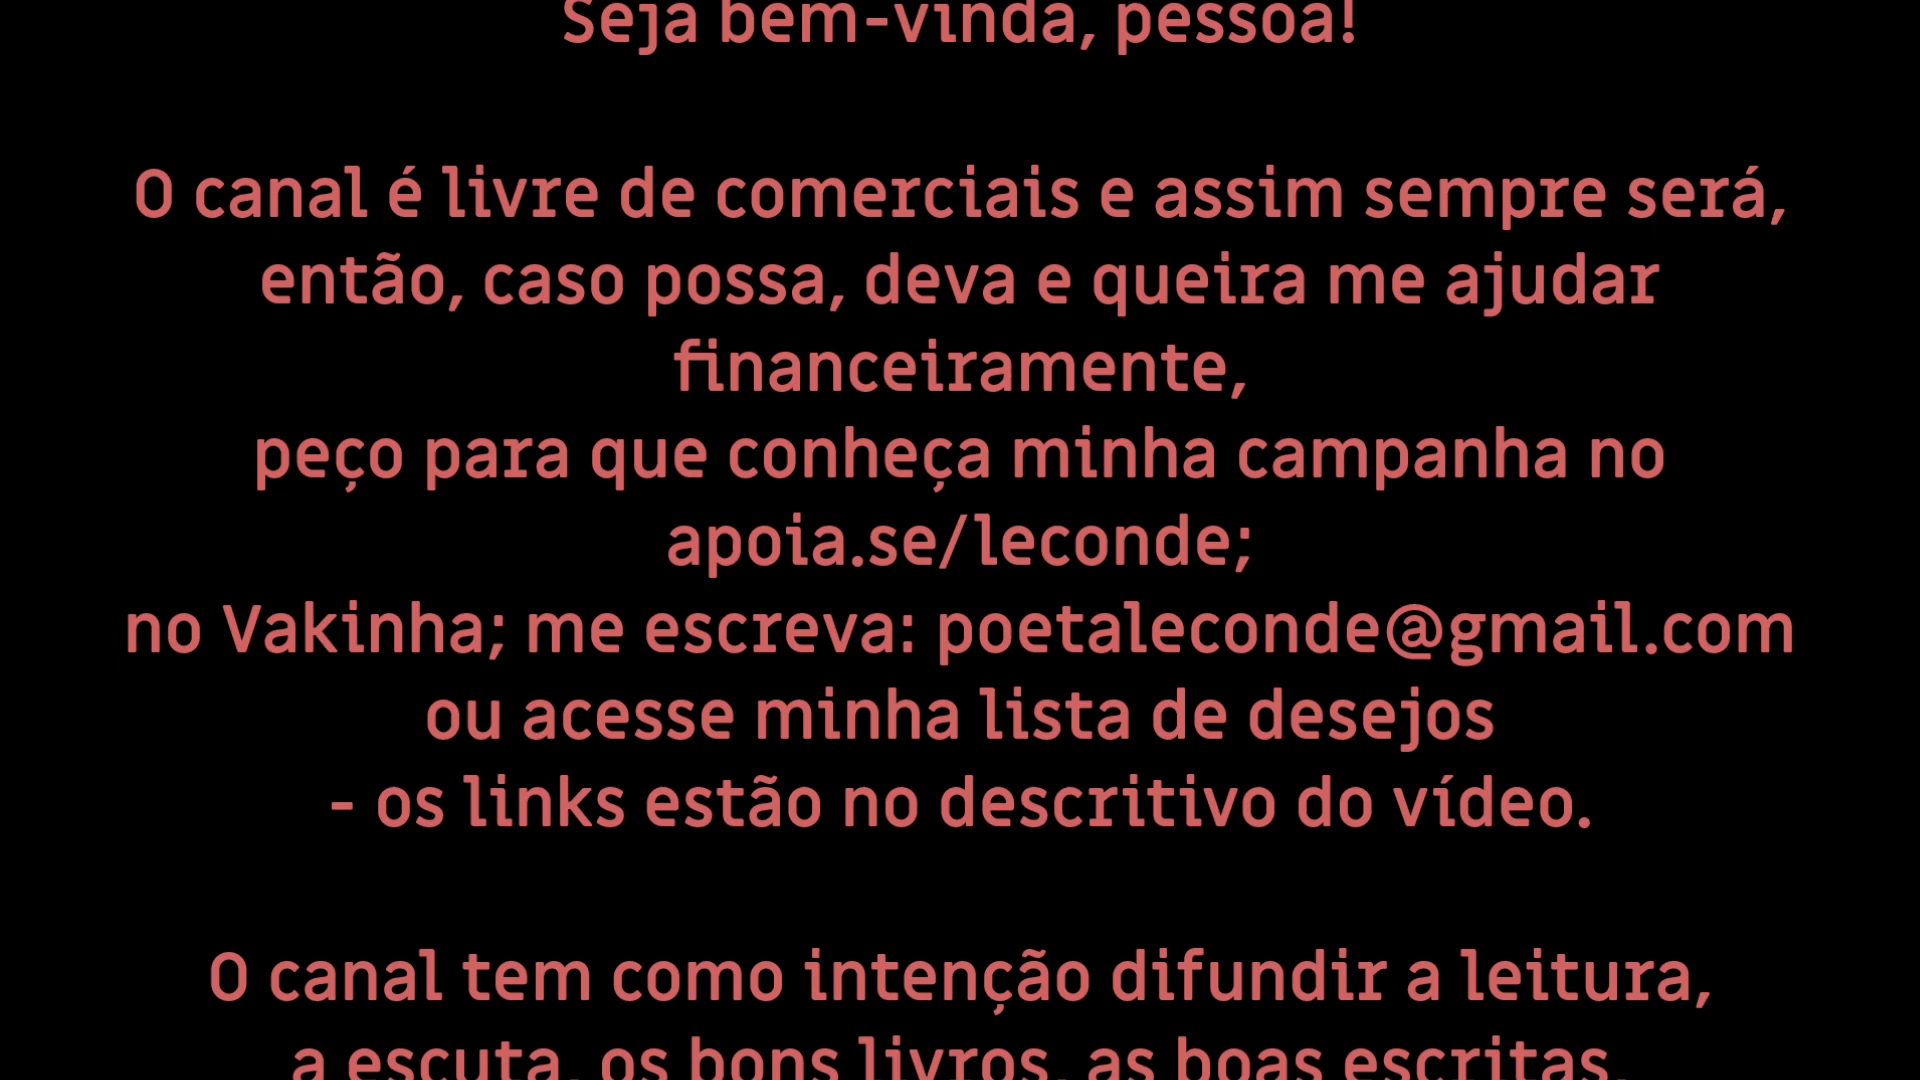 Seja bem-vinda, pessoa!
O canal é livre de comerciais e assim sempre será,
então, caso possa, deva e queira me ajudar
financeiramente,
peço para que conheça minha campanha no
apoia.se/leconde;
no Vakinha; me escreva: poetaleconde@gmail.com
ou acesse minha lista de desejos
- os links estão no descritivo do vídeo.
O canal tem como intenção difundir a leitura,
a escuta, os bons livros, as boas escritas,